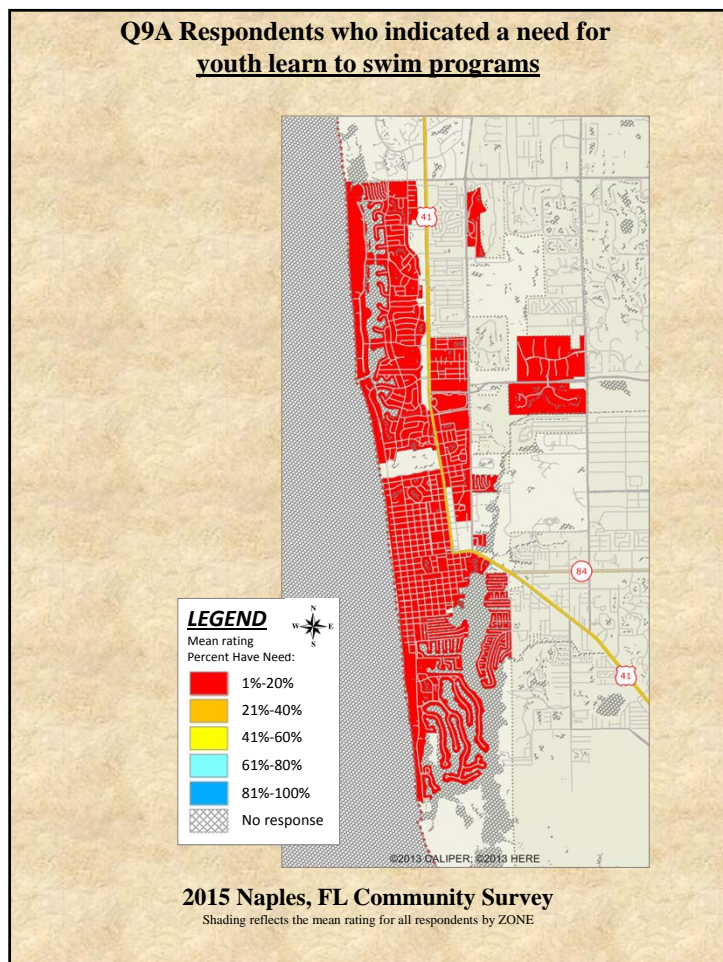 Q9A Respondents who indicated a need for
youth learn to swim programs
41
84
41
LEGEND
N
W E
S
Mean rating
Percent Have Need:
1%-20%
21%-40%
41%-60%
61%-80%
81%-100%
No response
©2013 CALIPER; ©2013 HERE
2015 Naples, FL Community Survey
Shading reflects the mean rating for all respondents by ZONE